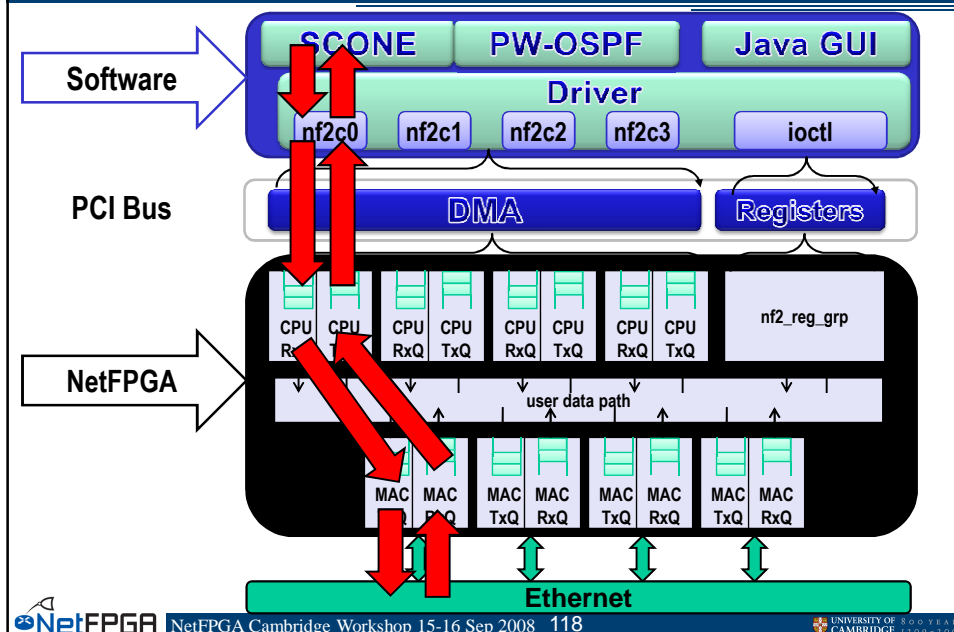 SCONE PW-OSPF Java GUI
Software
Driver
nf2c0 nf2c1 nf2c2 nf2c3 ioctl
PCI Bus
DMA Registers
CPU RxQ
CPU
CPU RxQ
CPU TxQ
CPU RxQ
CPU TxQ
CPU RxQ
CPU TxQ
nf2_reg_grp
NetFPGA
user data path
MAC
MAC RxQ
MAC TxQ
MAC RxQ
MAC TxQ
MAC RxQ
MAC TxQ
MAC RxQ
Ethernet
NetFPGA NetFPGA Cambridge Workshop 15-16 Sep 2008 118
UNIVERSITY OF CAMBRIDGE